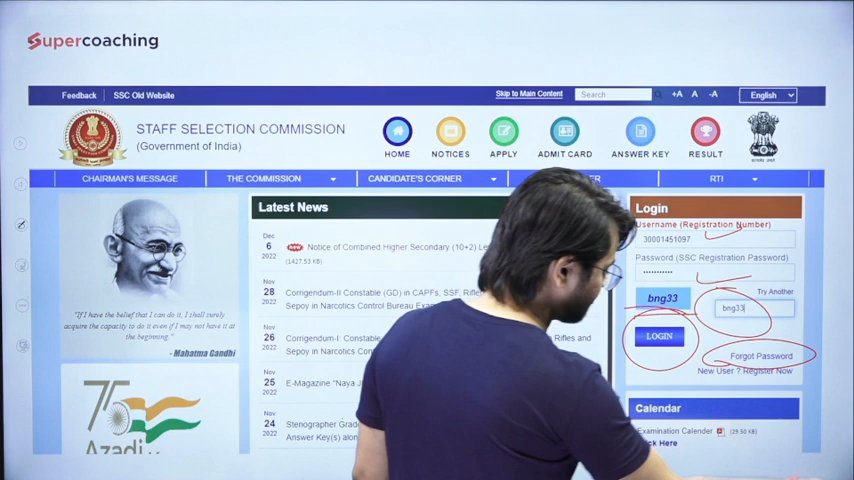 Supercoaching
Feedback SSC Old Website Skip to Main Content Search +A A -A English
STAFF SELECTION COMMISSION
(Government of India)
HOME NOTICES APPLY ADMIT CARD ANSWER KEY RESULT
CHAIRMAN'S MESSAGE THE COMMISSION CANDIDATE'S CORNER RTI
Latest News
Dec
6
2022
new Notice of Combined Higher Secondary (10+2)
(1427.53 KB)
Nov
28
2022
Corrigendum-II Constable (GD) in CAPFs, SSF,
Sepoy in Narcotics Control Bureau
Nov
26
2022
Corrigendum-I: Constable Rifles and
Sepoy in Narcotics
Nov
25
2022
E-Magazine "Naya
Nov
24
2022
Stenographer
Answer Key(s)
"If I have the belief that I can do it, I shall surely
acquire the capacity to do it even if I may not have it at
the beginning."
- Mahatma Gandhi
75
Azadi
Login
Username (Registration Number)
30001451097
Password (SSC Registration Password)
•••••••••••
Try Another
bng33 bng33
LOGIN
Forgot Password
New User ? Register Now
Calendar
Examination Calender (29.50 KB)
Here